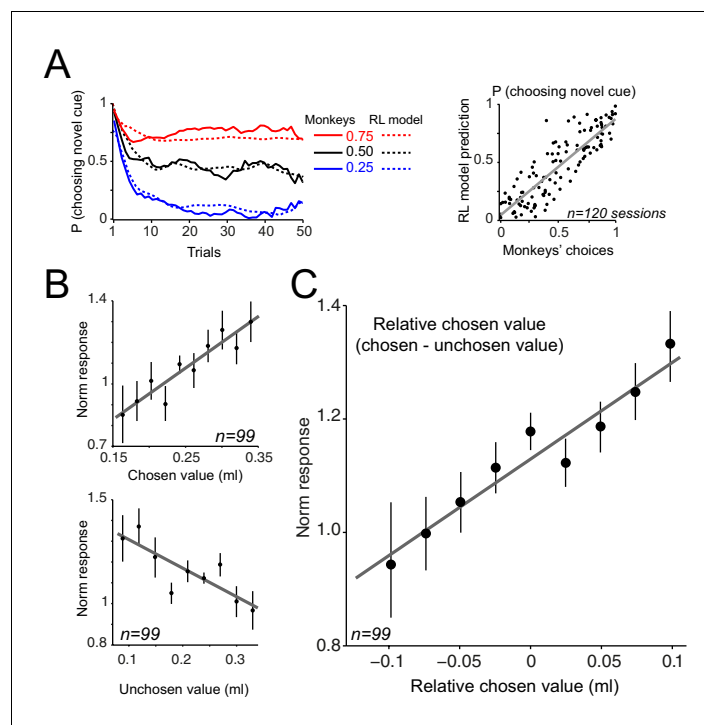 A
P (choosing novel cue)
1
0.5
0
1
10
20
30
40
50
Trials
Monkeys RL model
0.75
0.50
0.25
P (choosing novel cue)
RL model prediction
1
0.5
0
0
0.5
1
n=120 sessions
Monkeys' choices
B
Norm response
1.4
1
0.7
n=99
0.15
0.25
0.35
Chosen value (ml)
Norm response
1.5
1
0.8
n=99
0.1
0.2
0.3
Unchosen value (ml)
C
Relative chosen value
(chosen - unchosen value)
Norm response
1.4
1.2
1.0
0.8
n=99
−0.1
−0.05
0
0.05
0.1
Relative chosen value (ml)